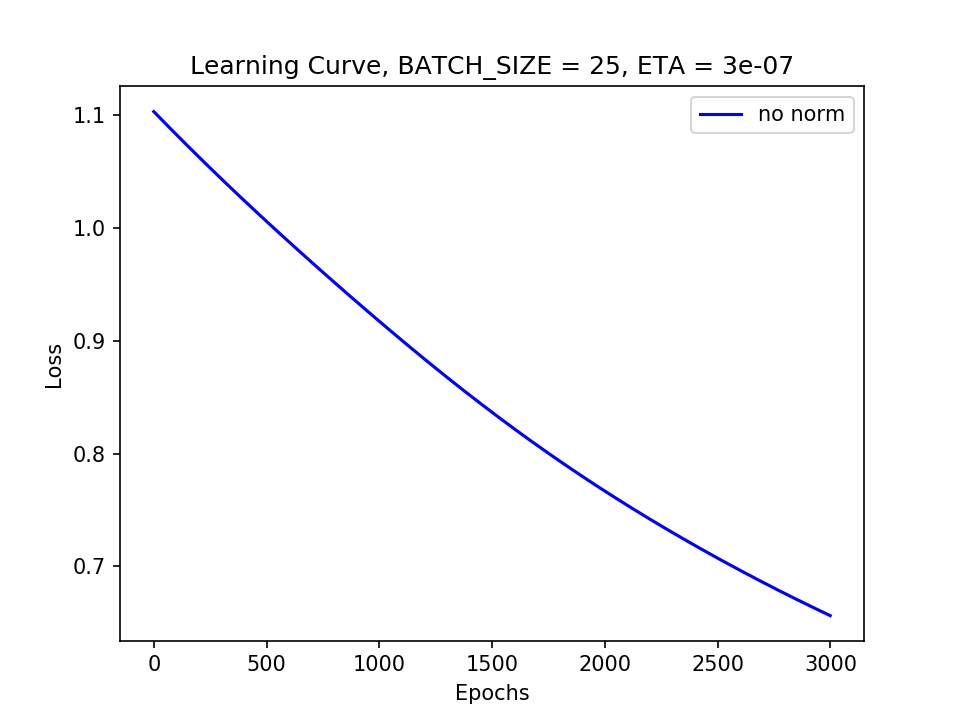 Learning Curve, BATCH_SIZE = 25, ETA = 3e-07
no norm
1.1
1.0
0.9
0.8
0.7
Loss
0 500 1000 1500 2000 2500 3000
Epochs